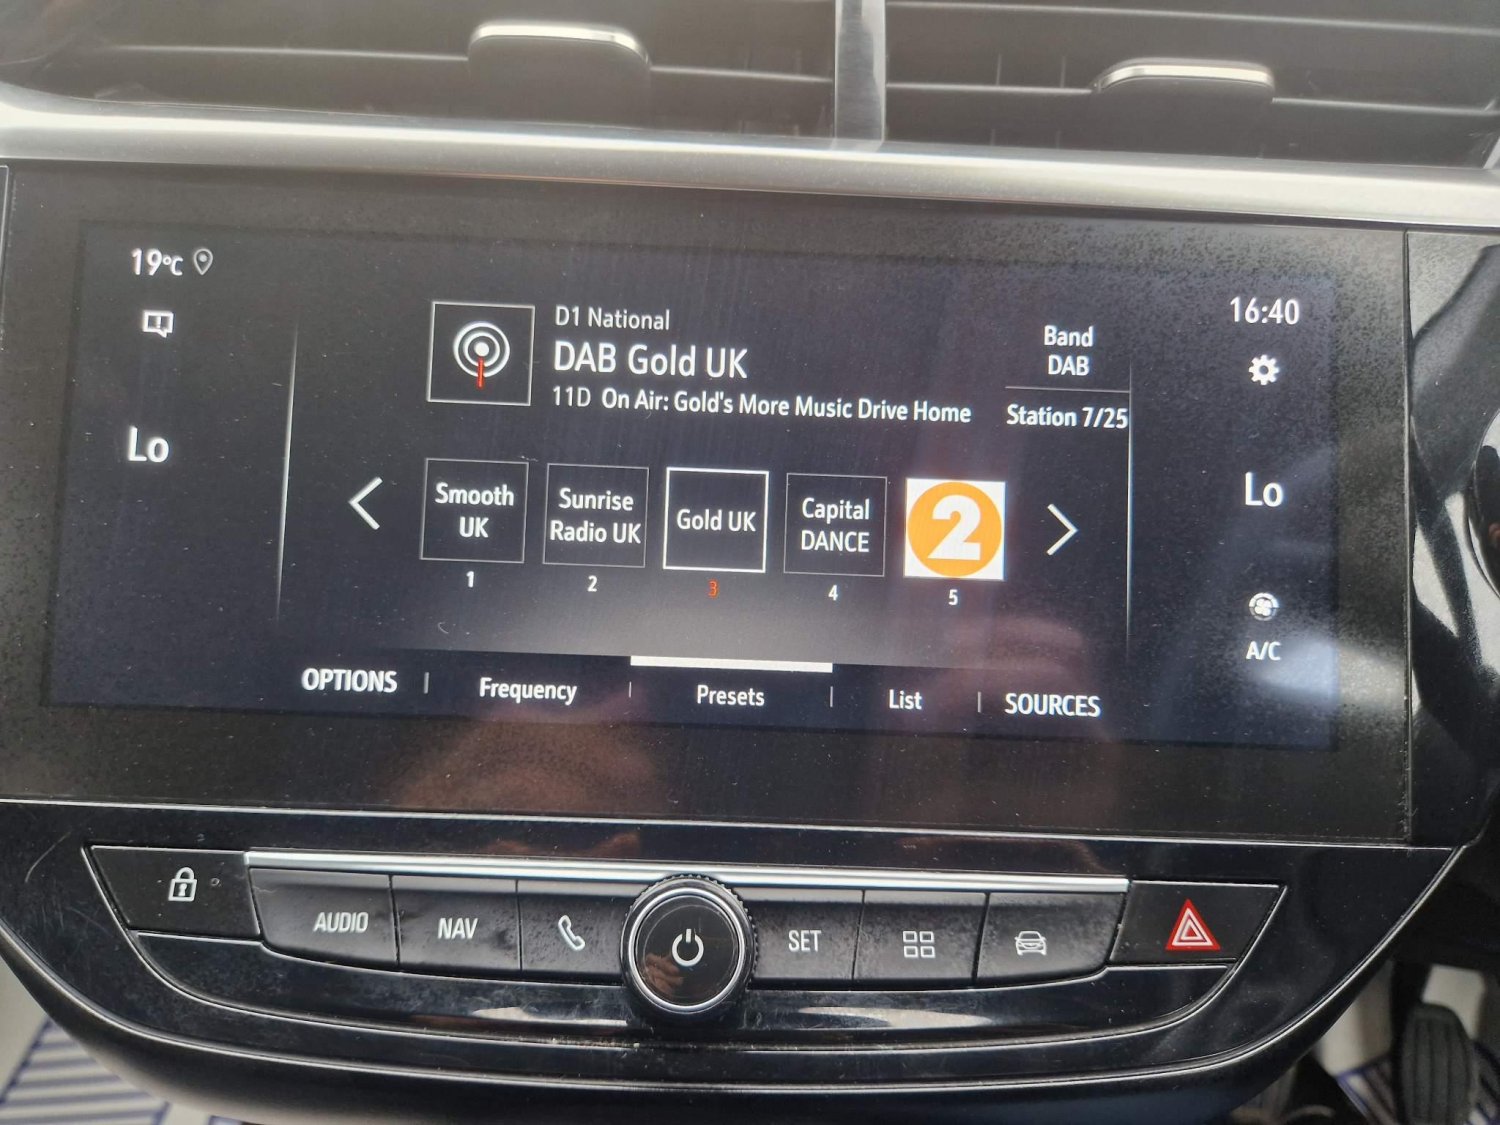 19°C
16:40
D1 National
DAB Gold UK
11D On Air: Gold's More Music Drive Home
Band
DAB
Station 7/25
Lo
Lo
Smooth
UK
1
Sunrise
Radio UK
2
Gold UK
3
Capital
DANCE
4
2
5
A/C
OPTIONS
Frequency
Presets
List
SOURCES
AUDIO
NAV
SET